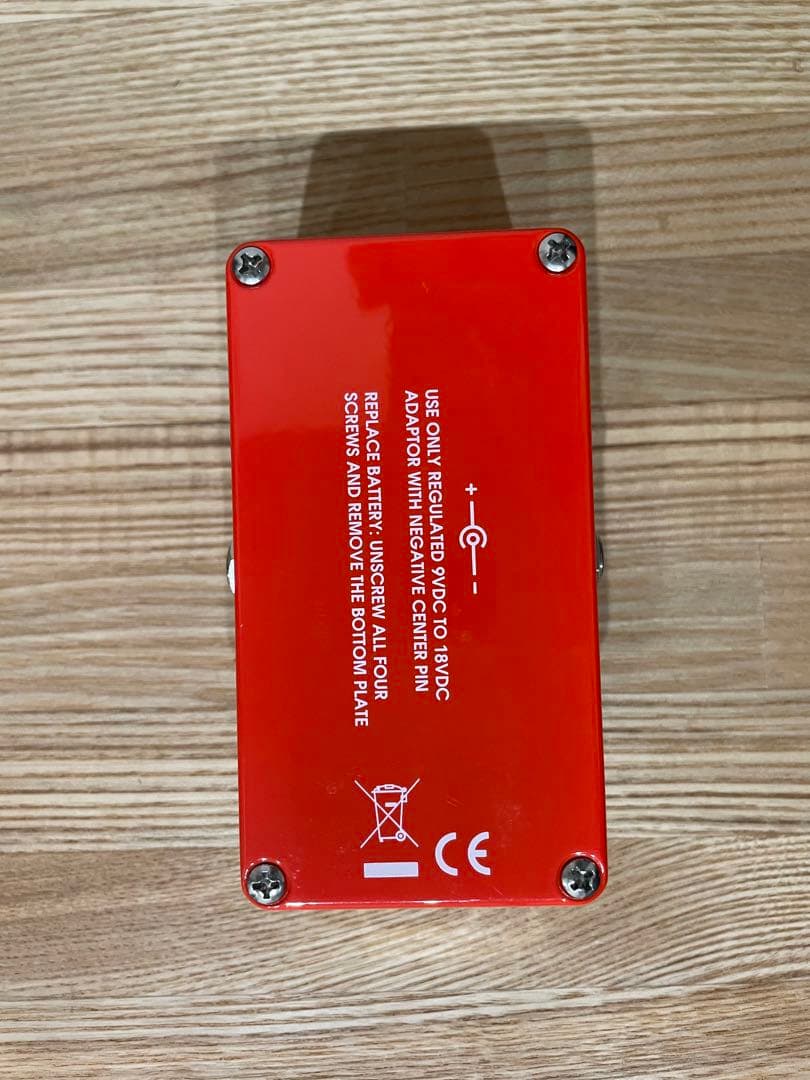 + -
USE ONLY REGULATED 9VDC TO 18VDC
ADAPTOR WITH NEGATIVE CENTER PIN
REPLACE BATTERY: UNSCREW ALL FOUR
SCREWS AND REMOVE THE BOTTOM PLATE
CE